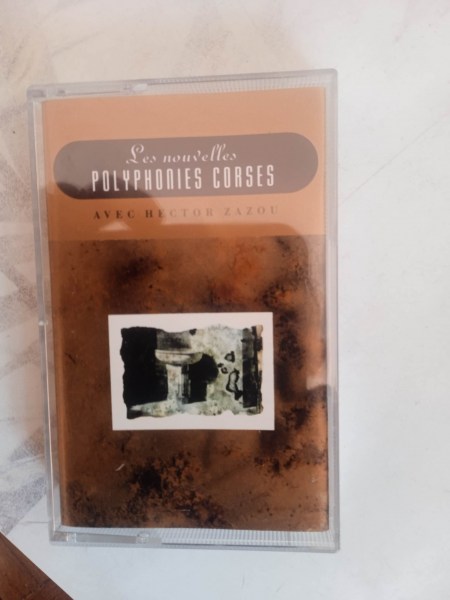 Les nouvelles
POLYPHONIES CORSES
AVEC HECTOR ZAZOU